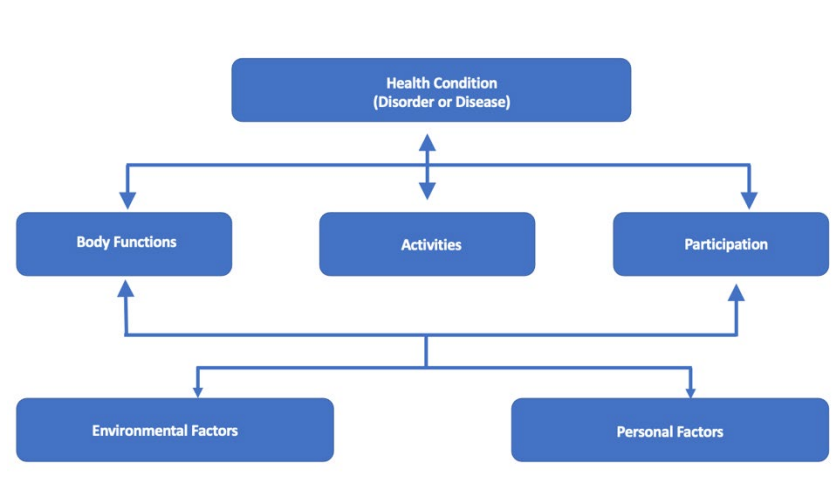 Health Condition
(Disorder or Disease)
Body Functions
Activities
Participation
Environmental Factors
Personal Factors